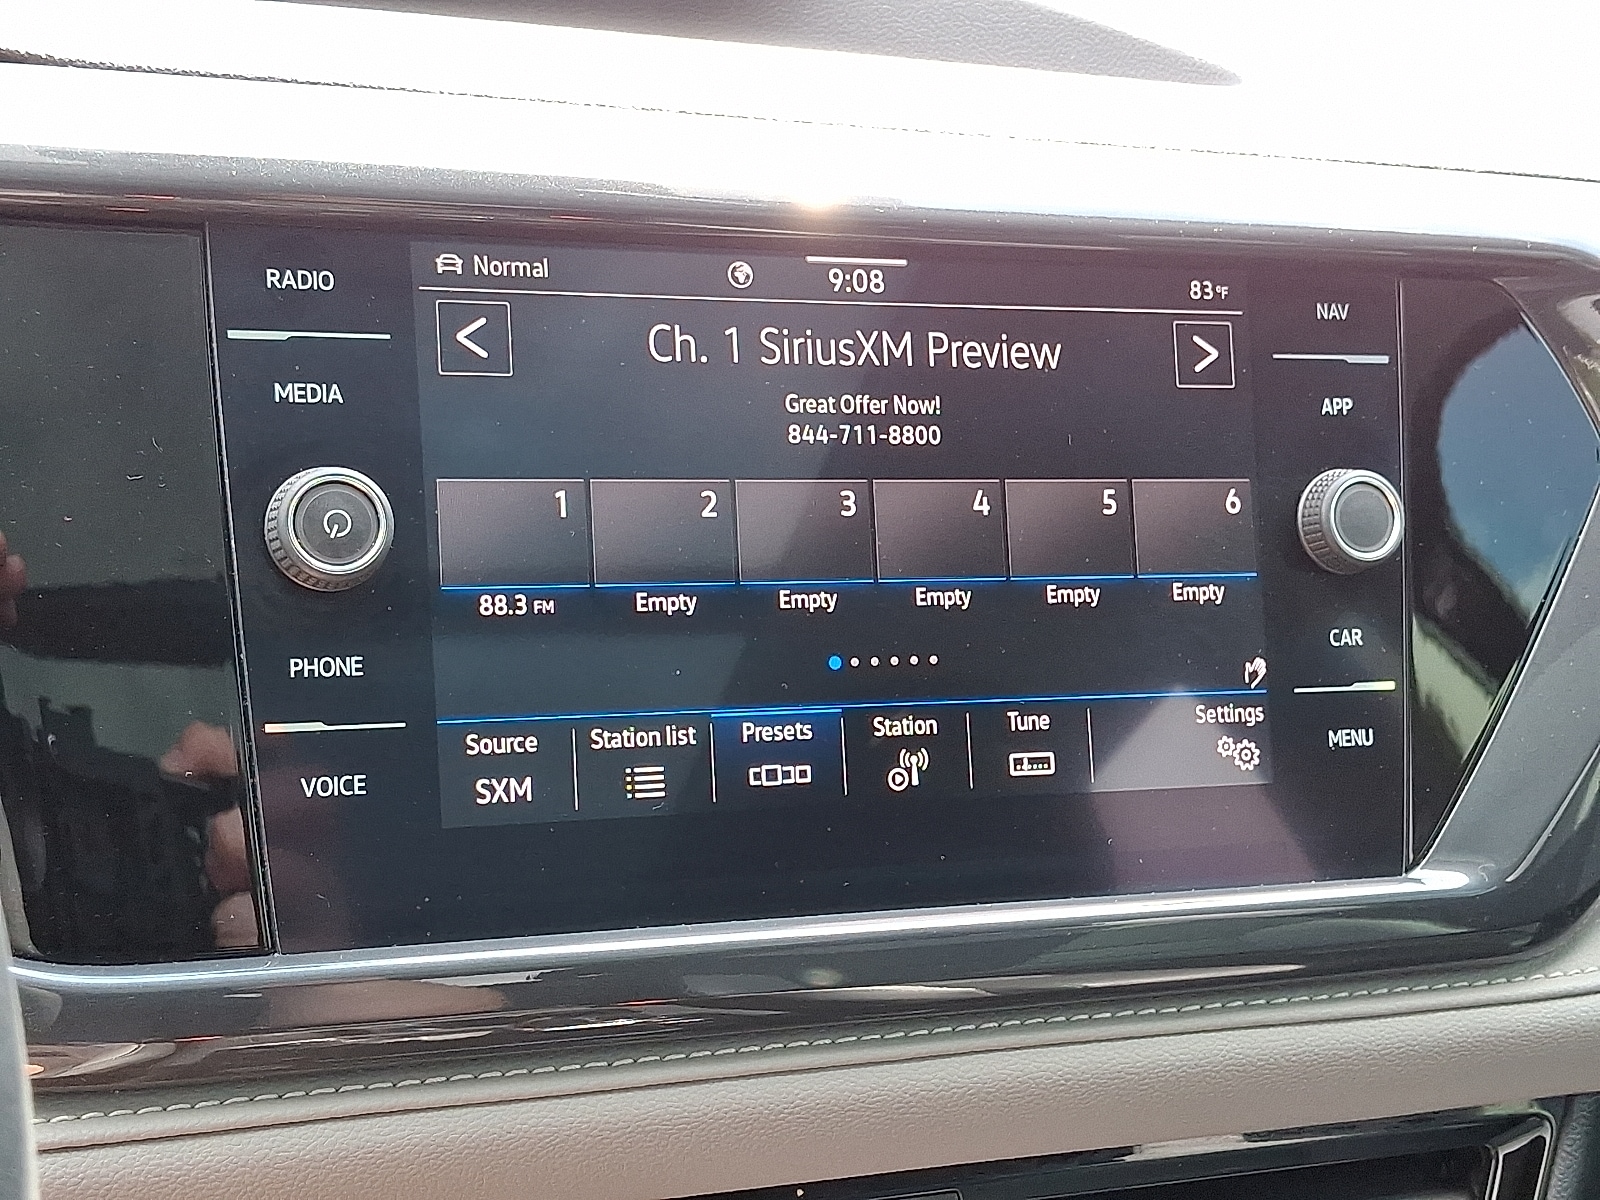 RADIO
MEDIA
PHONE
VOICE
Normal
9:08
83°F
Ch. 1 SiriusXM Preview
Great Offer Now!
844-711-8800
1 2 3 4 5 6
88.3 FM Empty Empty Empty Empty Empty
Source Station list Presets Station Tune Settings
SXM
NAV
APP
CAR
MENU